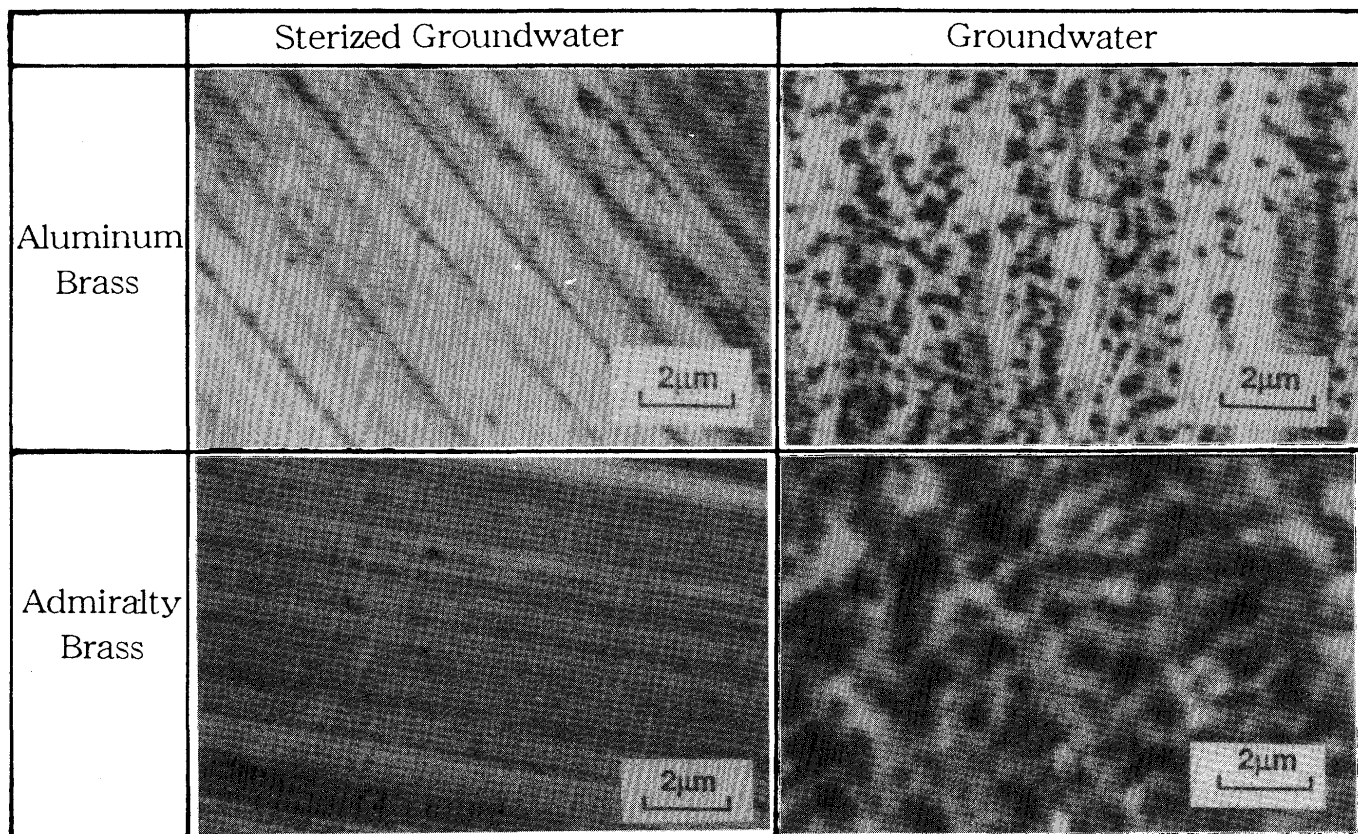 Sterized Groundwater
Groundwater
Aluminum
Brass
2μm
2μm
Admiralty
Brass
2μm
2μm